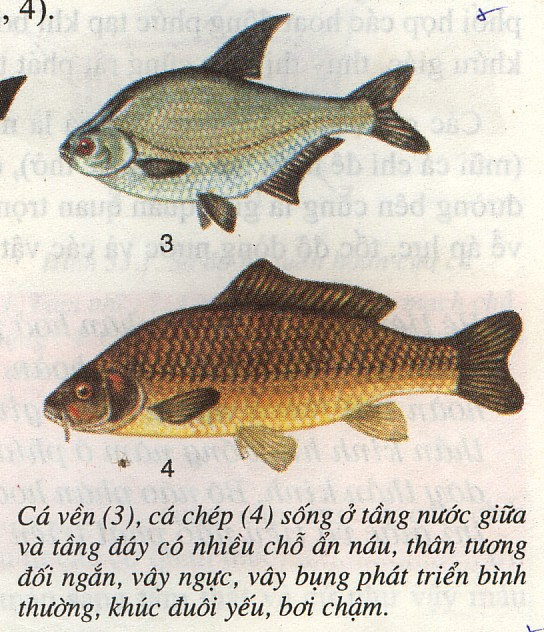 , 4).
3
4
Cá vền (3), cá chép (4) sống ở tầng nước giữa
và tầng đáy có nhiều chỗ ẩn náu, thân tương
đối ngắn, vây ngực, vây bụng phát triển bình
thường, khúc đuôi yếu, bơi chậm.